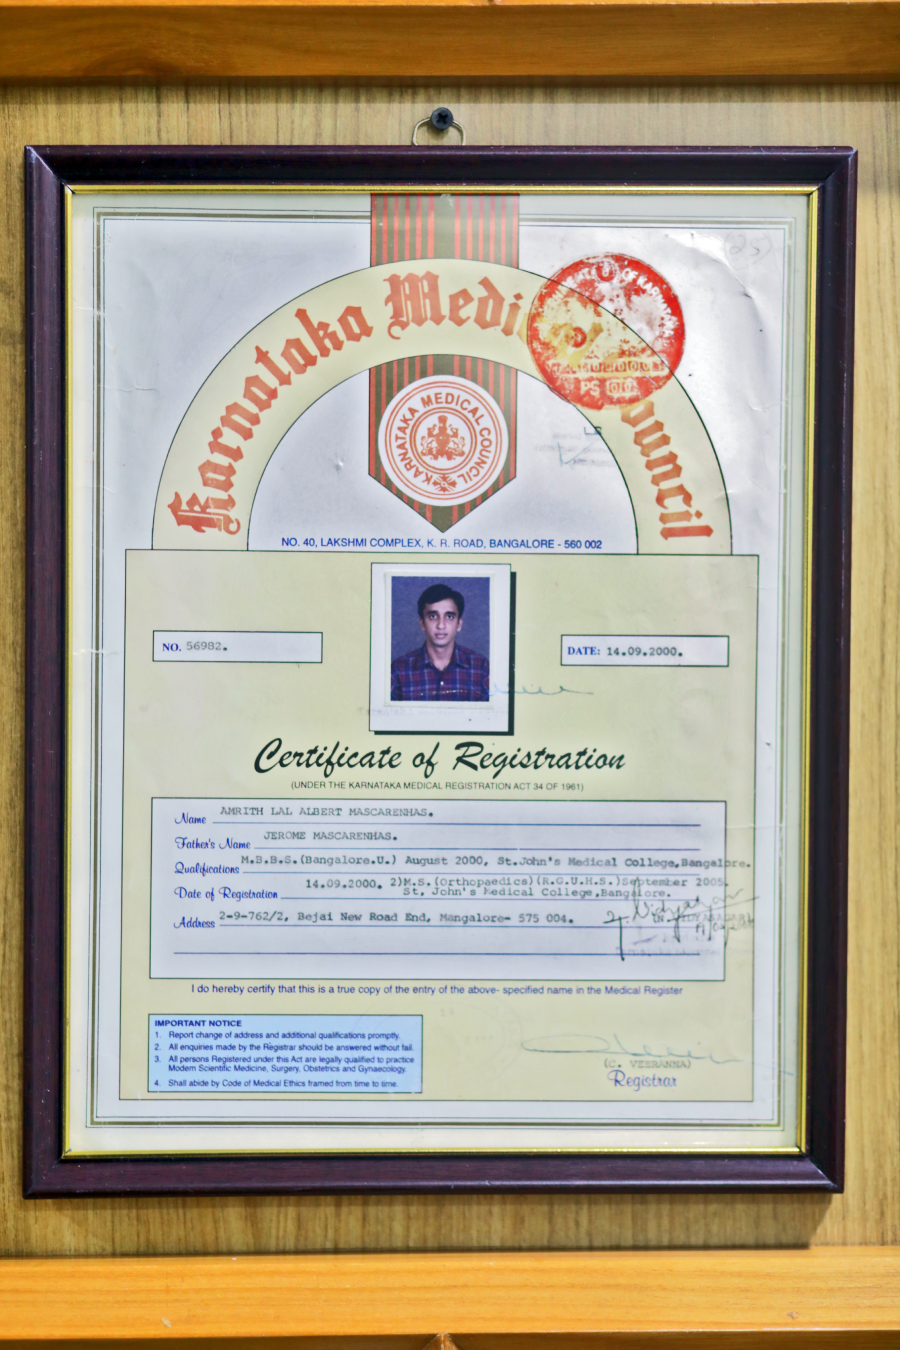 Karnataka Medi ouncil
KARNATAKA MEDICAL COUNCIL
NO. 40, LAKSHMI COMPLEX, K. R. ROAD, BANGALORE - 560 002
NO. 56982.
DATE: 14.09.2000.
Certificate of Registration
(UNDER THE KARNATAKA MEDICAL REGISTRATION ACT 34 OF 1961)
Name AMRITH LAL ALBERT MASCARENHAS.
Father's Name JEROME MASCARENHAS.
Qualifications M.B.B.S.(Bangalore.U.) August 2000, St.John's Medical College,Bangalore.
Date of Registration 14.09.2000. 2)M.S.(Orthopaedics)(R.G.U.H.S.)September 2005.
St. John's Medical College,Bangalore.
Address 2-9-762/2, Bejai New Road End, Mangalore- 575 004.
I do hereby certify that this is a true copy of the entry of the above- specified name in the Medical Register
IMPORTANT NOTICE
1. Report change of address and additional qualifications promptly.
2. All enquiries made by the Registrar should be answered without fail.
3. All persons Registered under this Act are legally qualified to practice
Modern Scientific Medicine, Surgery, Obstetrics and Gynaecology.
4. Shall abide by Code of Medical Ethics framed from time to time.
(C. VEERANNA)
Registrar